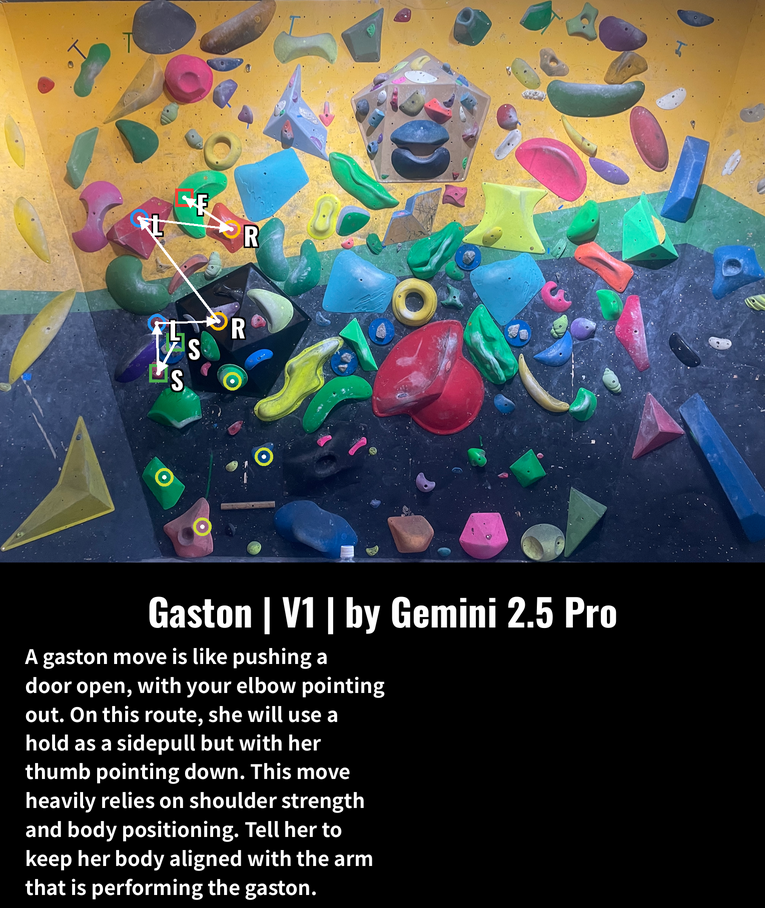 F
L
R
L
R
S
S
Gaston | V1 | by Gemini 2.5 Pro
A gaston move is like pushing a
door open, with your elbow pointing
out. On this route, she will use a
hold as a sidepull but with her
thumb pointing down. This move
heavily relies on shoulder strength
and body positioning. Tell her to
keep her body aligned with the arm
that is performing the gaston.